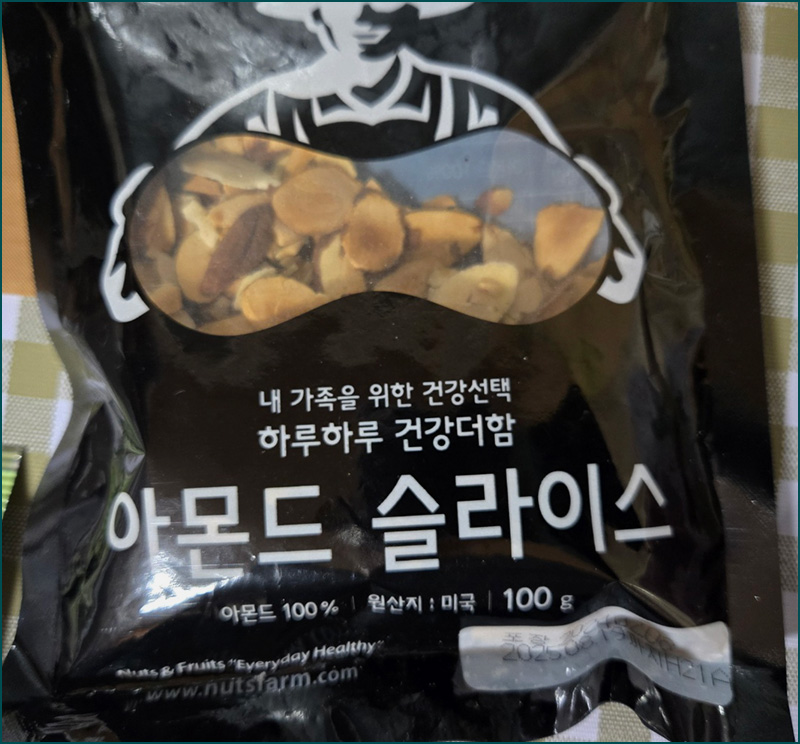 내 가족을 위한 건강선택
하루하루 건강더함
아몬드 슬라이스
아몬드 100% | 원산지 : 미국 | 100 g
Nuts & Fruits "Everyday Healthy"
www.nutsfarm.com